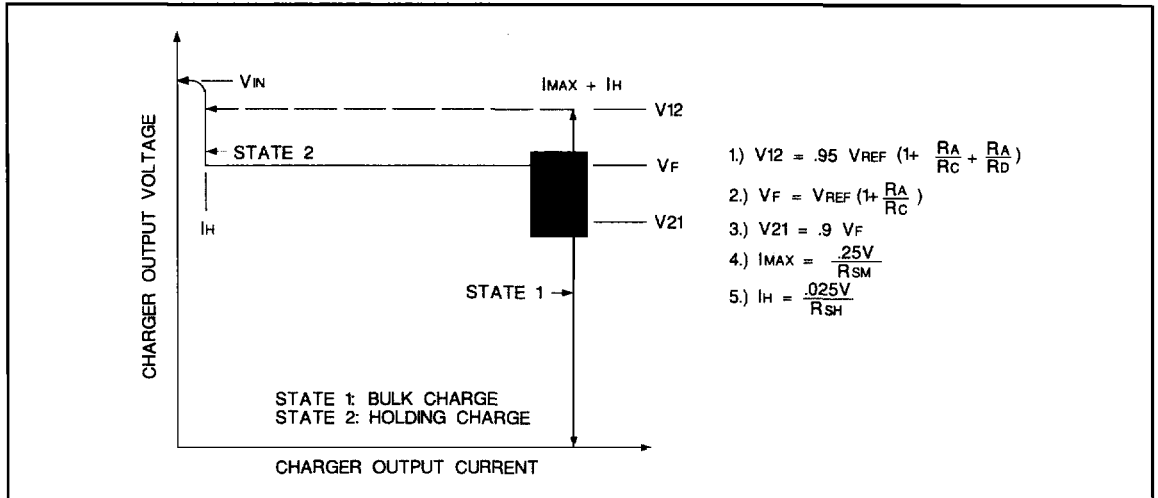 VIN
IMAX + IH
V12
STATE 2
VF
IH
V21
STATE 1
STATE 1: BULK CHARGE
STATE 2: HOLDING CHARGE
CHARGER OUTPUT VOLTAGE
CHARGER OUTPUT CURRENT
1.) V12 = .95 VREF (1+ RA/RC + RA/RD)
2.) VF = VREF (1+ RA/RC)
3.) V21 = .9 VF
4.) IMAX = .25V/RSM
5.) IH = .025V/RSH